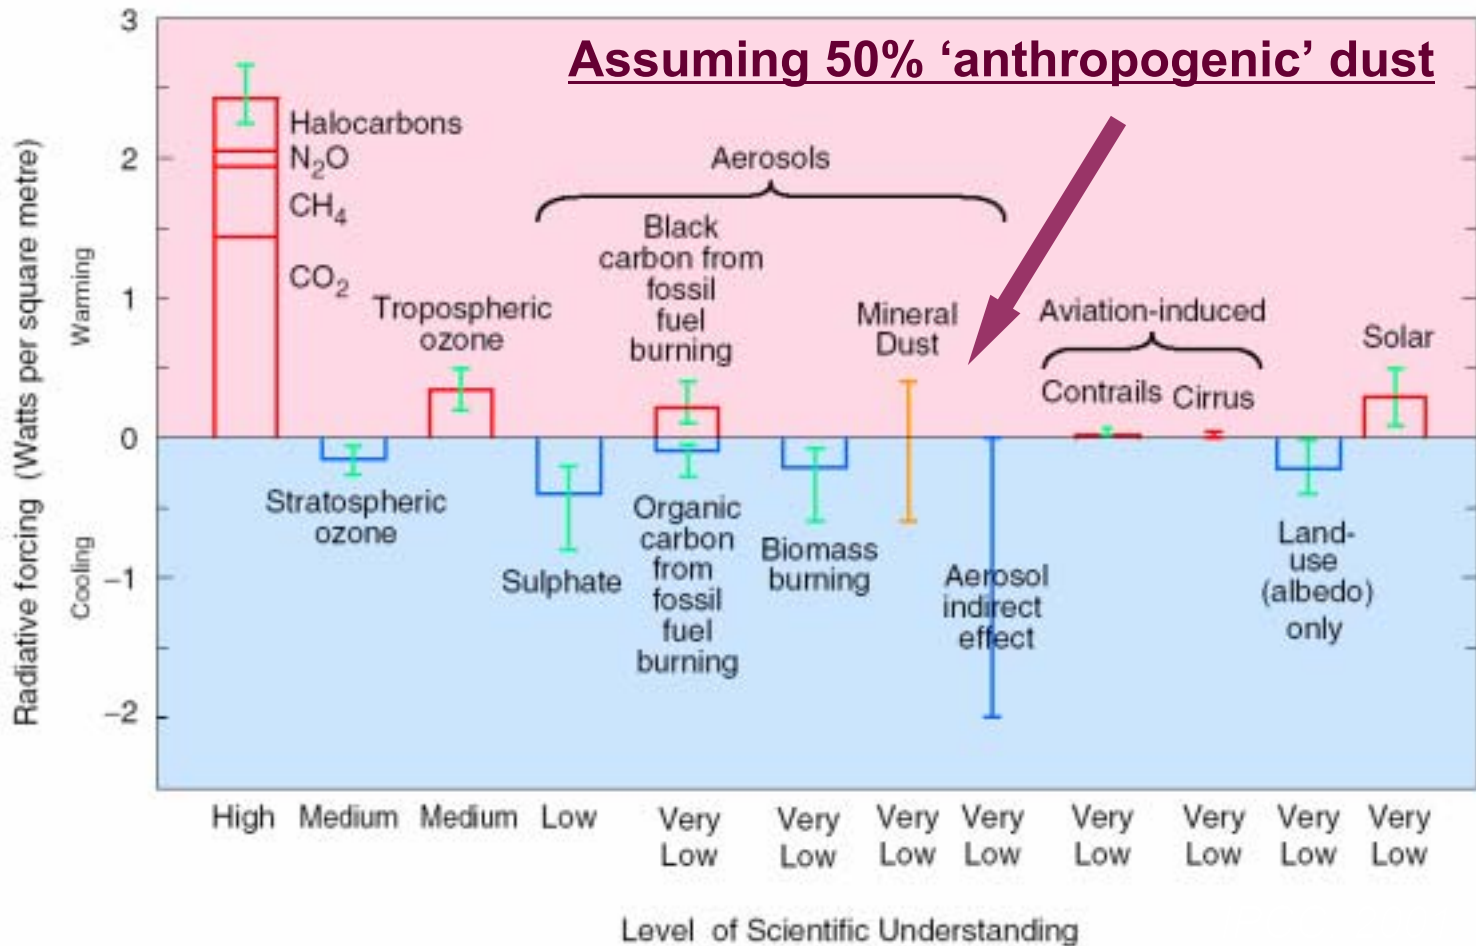 Assuming 50% ‘anthropogenic’ dust
3
2
1
0
–1
–2
Radiative forcing (Watts per square metre)
Warming
Cooling
Halocarbons
N2O
CH4
CO2
Stratospheric
ozone
Tropospheric
ozone
Aerosols
Sulphate
Black
carbon from
fossil
fuel
burning
Organic
carbon
from
fossil
fuel
burning
Biomass
burning
Mineral
Dust
Aerosol
indirect
effect
Aviation-induced
Contrails
Cirrus
Land-
use
(albedo)
only
Solar
High
Medium
Medium
Low
Very
Low
Very
Low
Very
Low
Very
Low
Very
Low
Very
Low
Very
Low
Very
Low
Level of Scientific Understanding